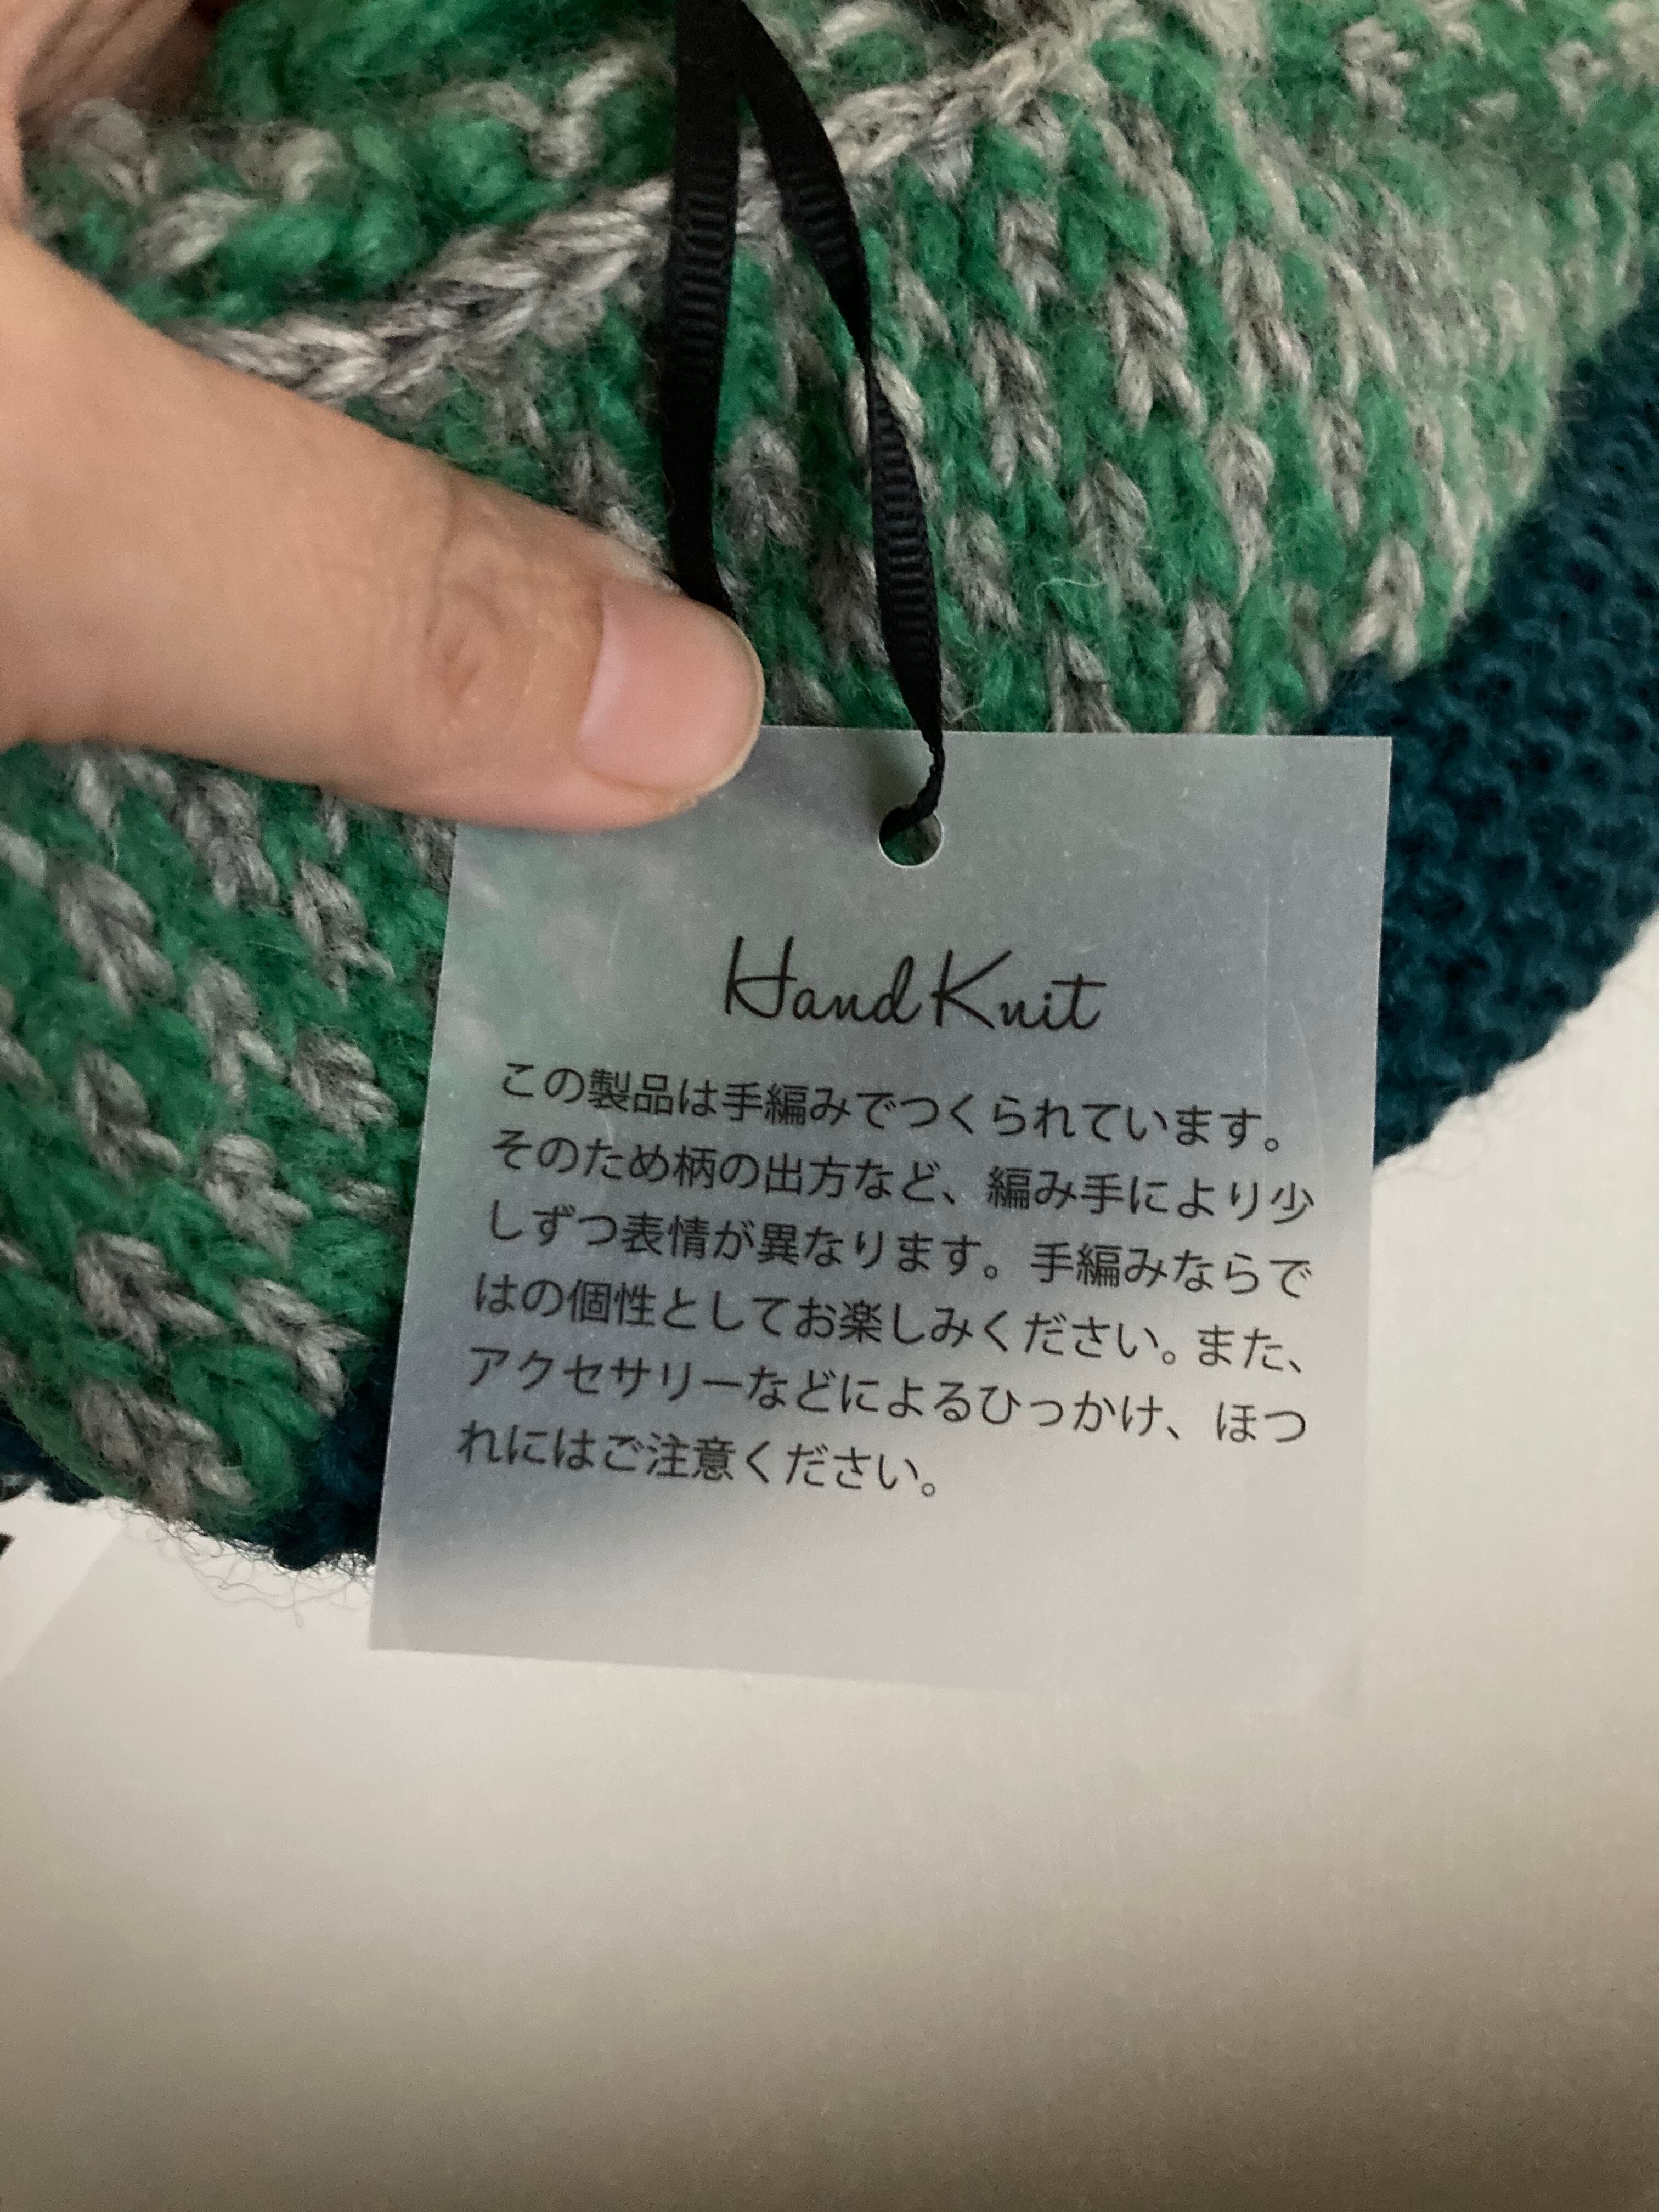 Hand Knit
この製品は手編みでつくられています。
そのため柄の出方など、編み手により少
しずつ表情が異なります。手編みならで
はの個性としてお楽しみください。また、
アクセサリーなどによるひっかけ、ほつ
れにはご注意ください。